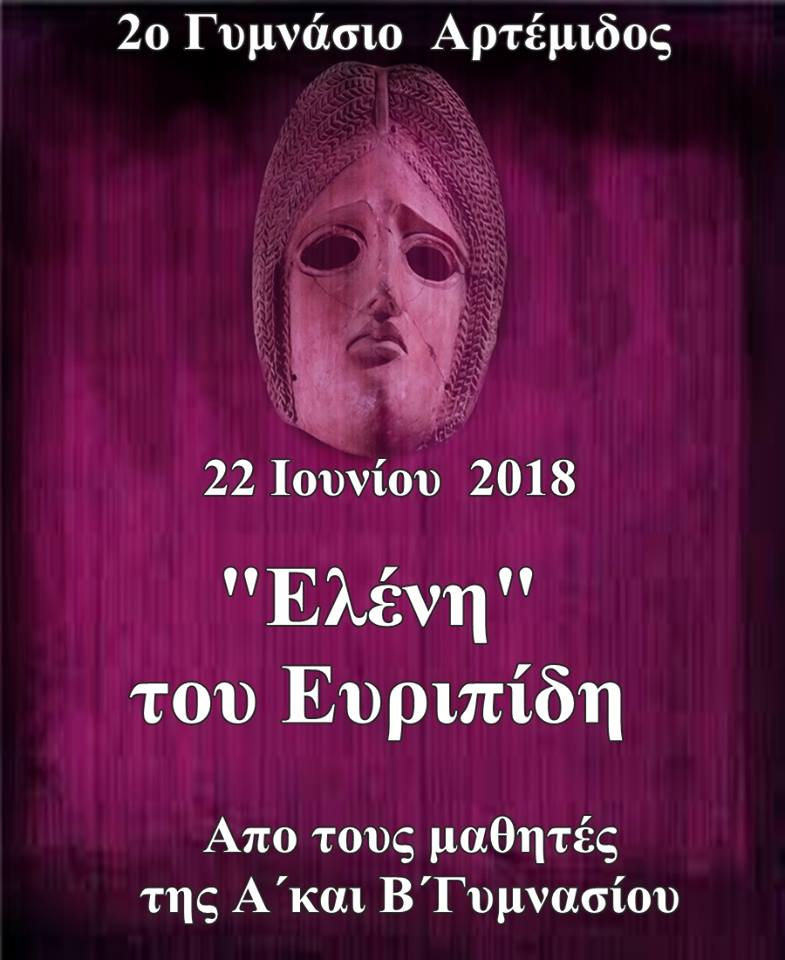 2ο Γυμνάσιο Αρτέμιδος
22 Ιουνίου 2018
"Ελένη"
του Ευριπίδη
Απο τους μαθητές
της Α΄και Β΄Γυμνασίου